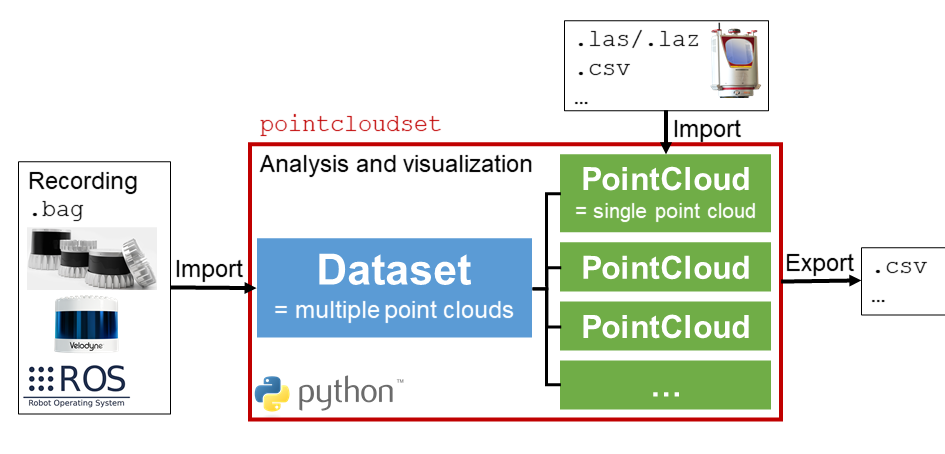 .las/.laz
.csv
...
Import
pointcloudset
Analysis and visualization
PointCloud
= single point cloud
Recording
.bag
Velodyne
ROS
Robot Operating System
Import
Dataset
= multiple point clouds
PointCloud
PointCloud
...
python™
Export
.csv
...